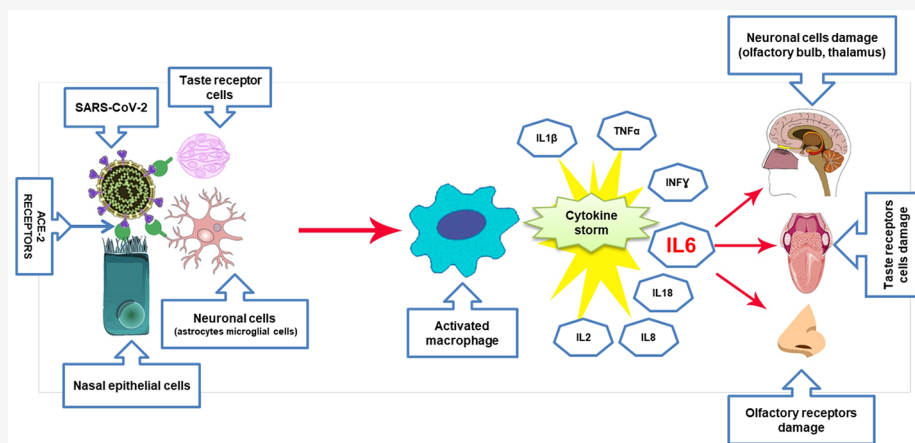 Taste receptor
cells
SARS-CoV-2
ACE-2
RECEPTORS
Neuronal cells
(astrocytes microglial cells)
Nasal epithelial cells
Activated
macrophage
IL1β
TNFα
INFƔ
Cytokine
storm
IL6
IL18
IL2
IL8
Neuronal cells damage
(olfactory bulb, thalamus)
Taste receptors
cells damage
Olfactory receptors
damage